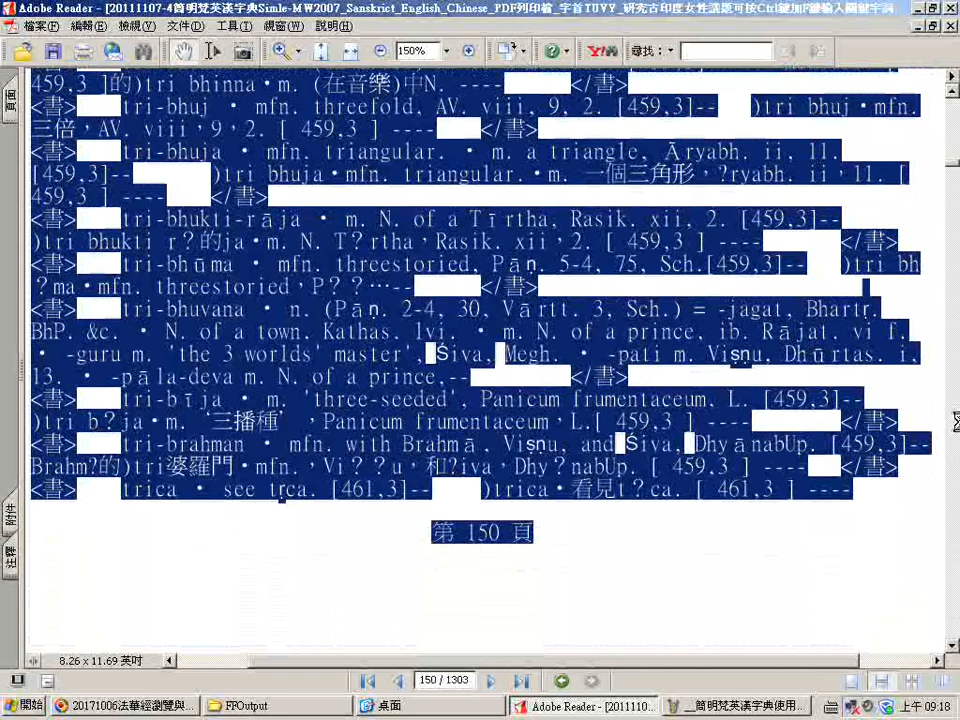 Adobe Reader - [20111107-4簡明梵英漢字典Simle-MW2007_Sanskrict_English_Chinese_PDF列印檔_字首TUVY_研究古印度女性議題可按Ctrl鍵加F鍵輸入關鍵字詞
檔案(F) 編輯(E) 檢視(V) 文件(D) 工具(T) 視窗(W) 說明(H)
150% Y! 尋找：
頁面
459,3 ]的)tri bhinna·m. (在音樂)中N. ---- </書>
<書> tri-bhuj · mfn. threefold, AV. viii, 9, 2. [459,3]-- )tri bhuj·mfn.
三倍，AV. viii，9，2. [ 459,3 ] ---- </書>
<書> tri-bhuja · mfn. triangular. · m. a triangle, Āryabh. ii, 11.
[459,3]-- )tri bhuja·mfn. triangular.·m. 一個三角形，?ryabh. ii，11. [
459,3 ] ---- </書>
<書> tri-bhukti-rāja · m. N. of a Tīrtha, Rasik. xii, 2. [459,3]--
)tri bhukti r?的ja·m. N. T?rtha，Rasik. xii，2. [ 459,3 ] ---- </書>
<書> tri-bhūma · mfn. threestoried, Pāṇ. 5-4, 75, Sch.[459,3]-- )tri bh
?ma·mfn. threestoried，P??…-- </書>
<書> tri-bhuvana · n. (Pāṇ. 2-4, 30, Vārtt. 3, Sch.) = -jagat, Bhartṛ.
BhP. &c. · N. of a town, Kathas. lvi. · m. N. of a prince, ib. Rājat. vi f.
· -guru m. 'the 3 worlds' master', Śiva, Megh. · -pati m. Viṣṇu, Dhūrtas. i,
13. · -pāla-deva m. N. of a prince,-- </書>
<書> tri-bīja · m. 'three-seeded', Panicum frumentaceum, L. [459,3]--
)tri b?ja·m. ‘三播種’ ，Panicum frumentaceum，L.[ 459,3 ] ---- </書>
<書> tri-brahman · mfn. with Brahmā, Viṣṇu, and Śiva, DhyānabUp. [459,3]--
Brahm?的)tri婆羅門·mfn.，Vi??u，和?iva，Dhy?nabUp. [ 459,3 ] ---- </書>
<書> trica · see tṛca. [461,3]-- )trica·看見t?ca. [ 461,3 ] ----
第 150 頁
附件
注釋
8.26 x 11.69 英吋
150 / 1303
開始 20171006法華經瀏覽與... FFOutput 桌面 Adobe Reader - [2011110... __簡明梵英漢字典使用... 上午 09:18